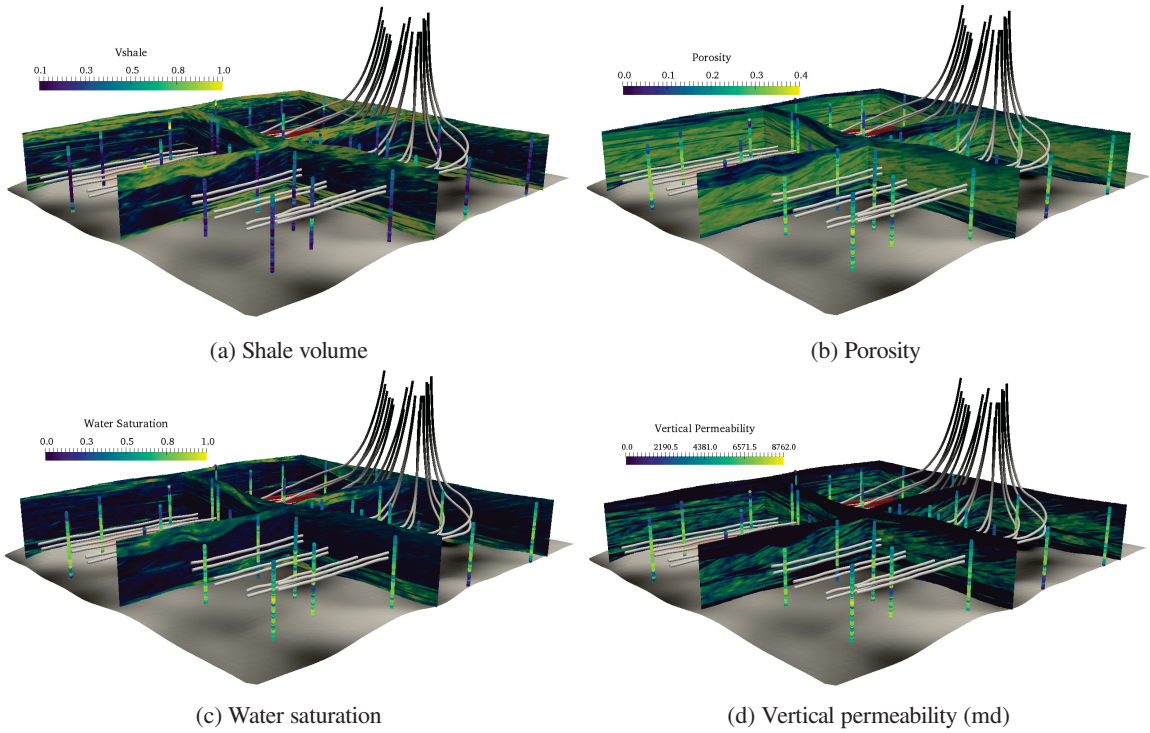 Vshale
0.1 0.3 0.5 0.8 1.0
Porosity
0.0 0.1 0.2 0.3 0.4
(a) Shale volume
(b) Porosity
Water Saturation
0.0 0.3 0.5 0.8 1.0
Vertical Permeability
0.0 2190.5 4381.0 6571.5 8762.0
(c) Water saturation
(d) Vertical permeability (md)